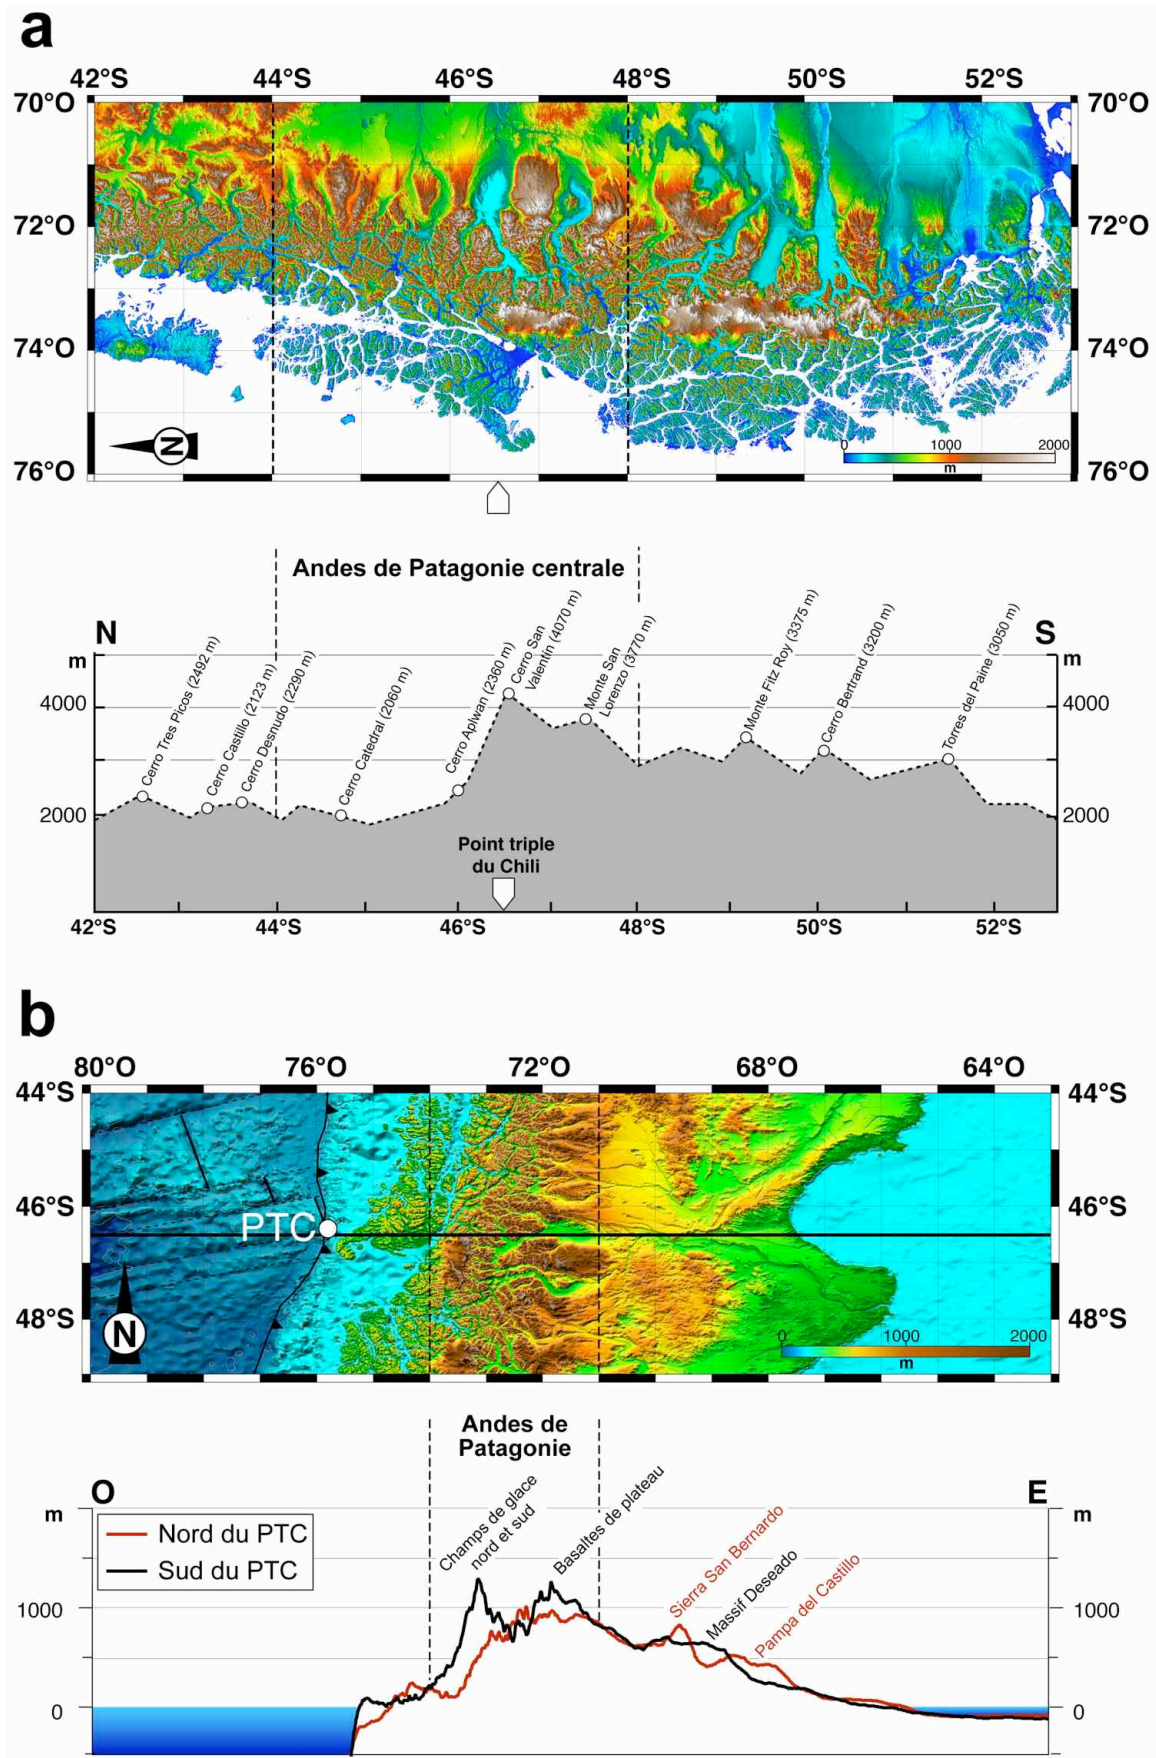 a
42°S 44°S 46°S 48°S 50°S 52°S
70°O 70°O
72°O 72°O
74°O 74°O
76°O 76°O
N
0 1000 2000
m
Andes de Patagonie centrale
N S
m m
4000 4000
2000 2000
Cerro Tres Picos (2492 m)
Cerro Castillo (2123 m)
Cerro Desnudo (2290 m)
Cerro Catedral (2060 m)
Cerro Aplwan (2360 m)
Cerro San
Valentin (4070 m)
Monte San
Lorenzo (3770 m)
Monte Fitz Roy (3375 m)
Cerro Bertrand (3200 m)
Torres del Paine (3050 m)
Point triple
du Chili
42°S 44°S 46°S 48°S 50°S 52°S
b
80°O 76°O 72°O 68°O 64°O
44°S 44°S
46°S 46°S
48°S 48°S
PTC
N
0 1000 2000
m
Andes de
Patagonie
O E
m m
Nord du PTC
Sud du PTC
Champs de glace
nord et sud
Basaltes de plateau
Sierra San Bernardo
Massif Deseado
Pampa del Castillo
1000 1000
0 0